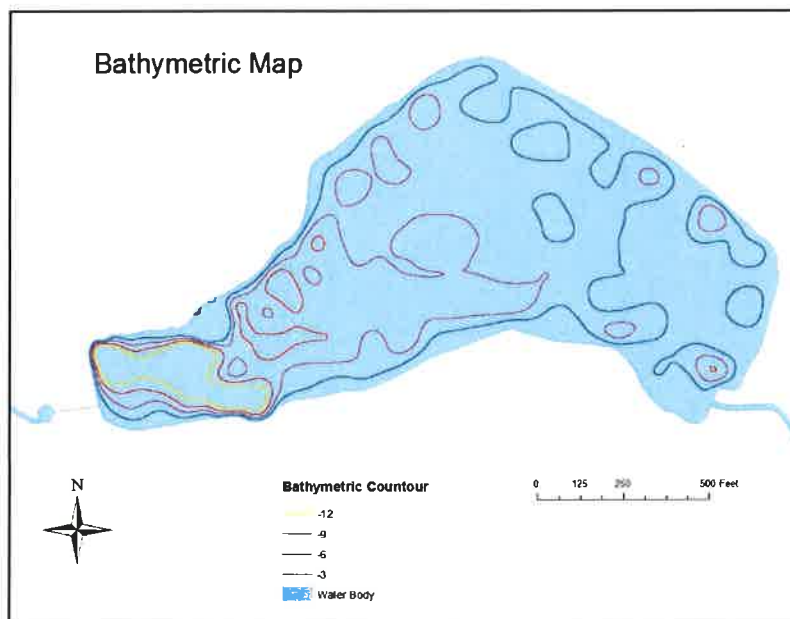 Bathymetric Map
N
Bathymetric Countour
-12
-9
-6
-3
Water Body
0 125 250 500 Feet